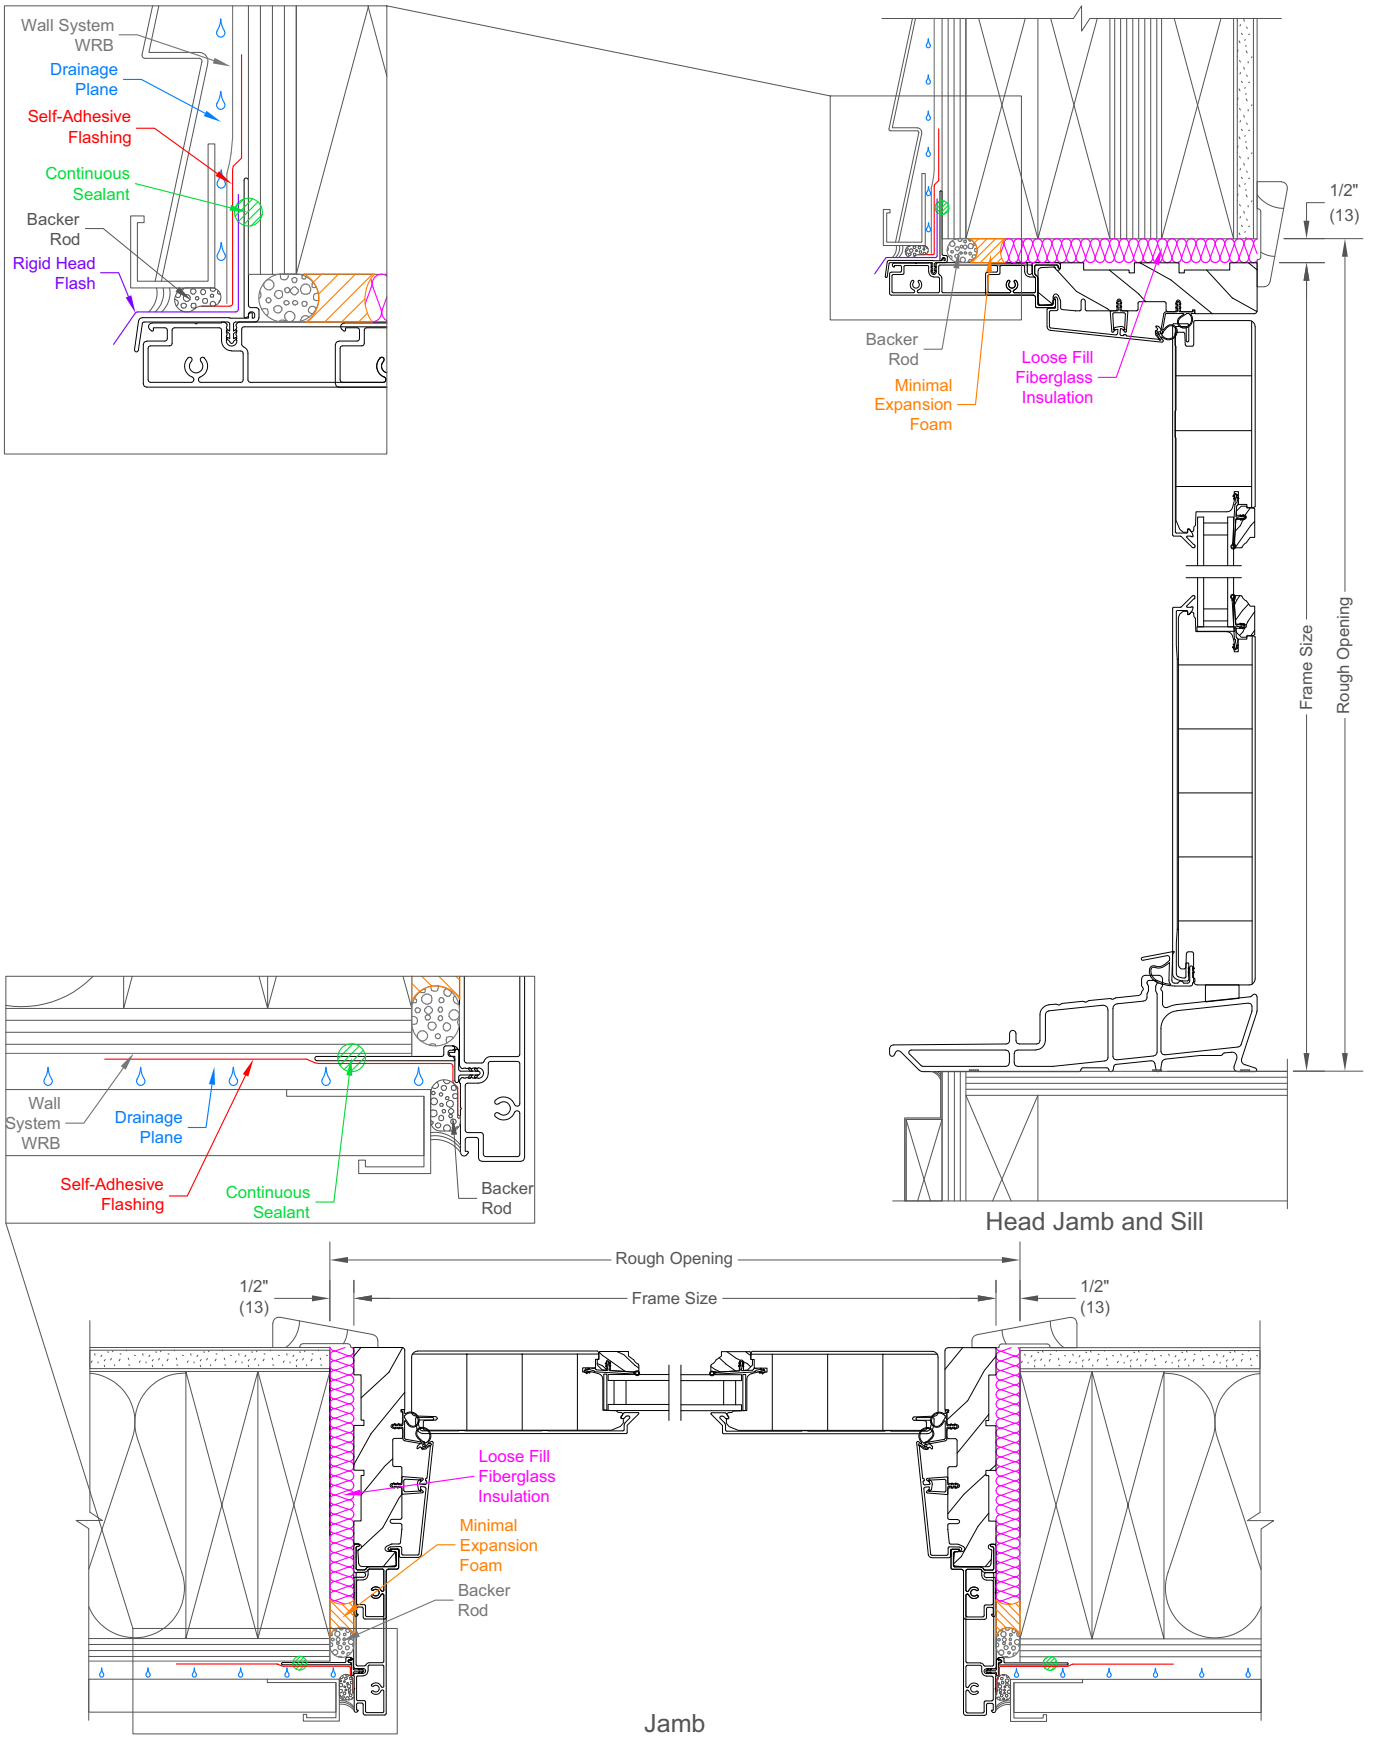 Wall System
WRB
Drainage
Plane
Self-Adhesive
Flashing
Continuous
Sealant
Backer
Rod
Rigid Head
Flash
1/2"
(13)
Backer
Rod
Minimal
Expansion
Foam
Loose Fill
Fiberglass
Insulation
Frame Size
Rough Opening
Wall
System
WRB
Drainage
Plane
Self-Adhesive
Flashing
Continuous
Sealant
Backer
Rod
Head Jamb and Sill
Rough Opening
1/2"
(13)
Frame Size
1/2"
(13)
Loose Fill
Fiberglass
Insulation
Minimal
Expansion
Foam
Backer
Rod
Jamb